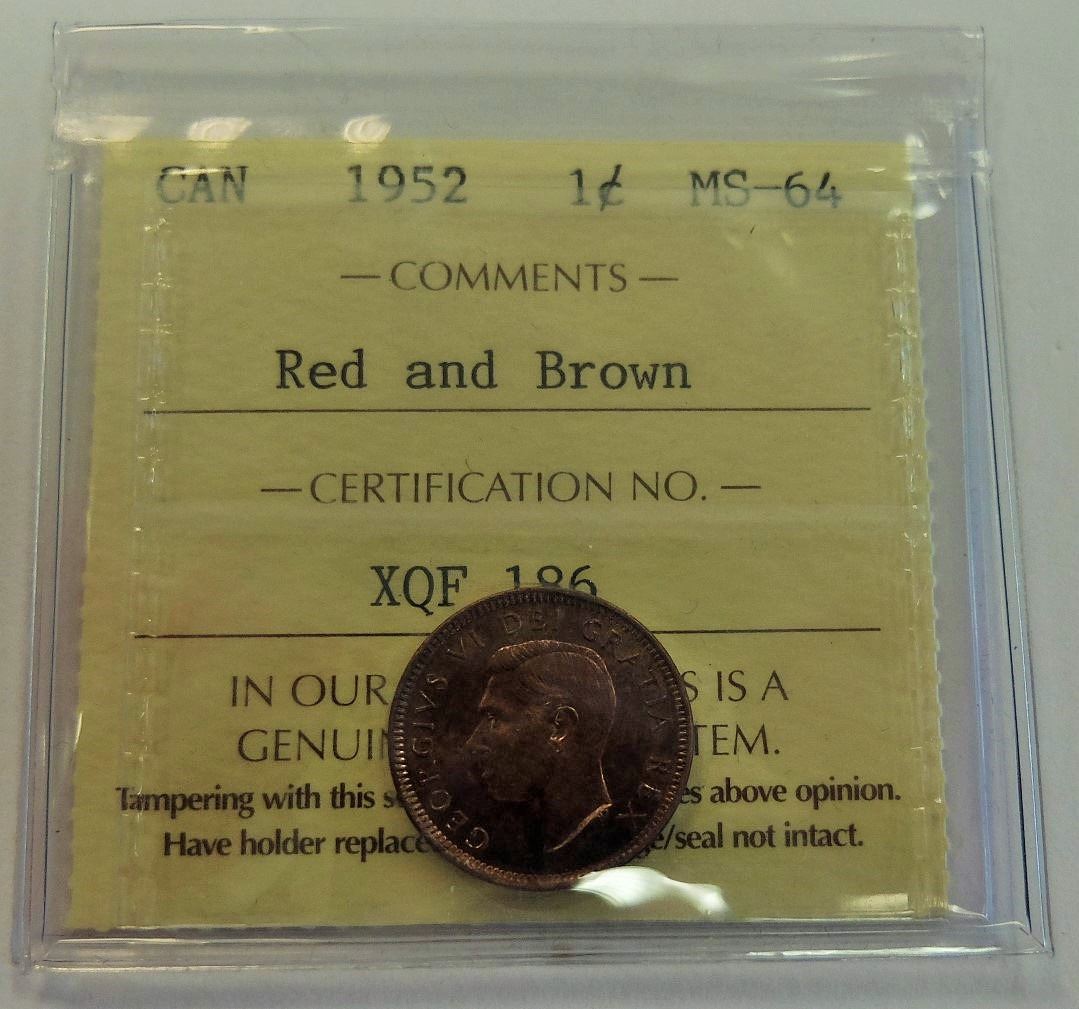 CAN 1952 1¢ MS-64
— COMMENTS —
Red and Brown
— CERTIFICATION NO. —
XQF 186
IN OUR S IS A
GENUIN TEM.
Tampering with this s es above opinion.
Have holder replace e/seal not intact.
GEORGIVS VI DEI GRATIA REX